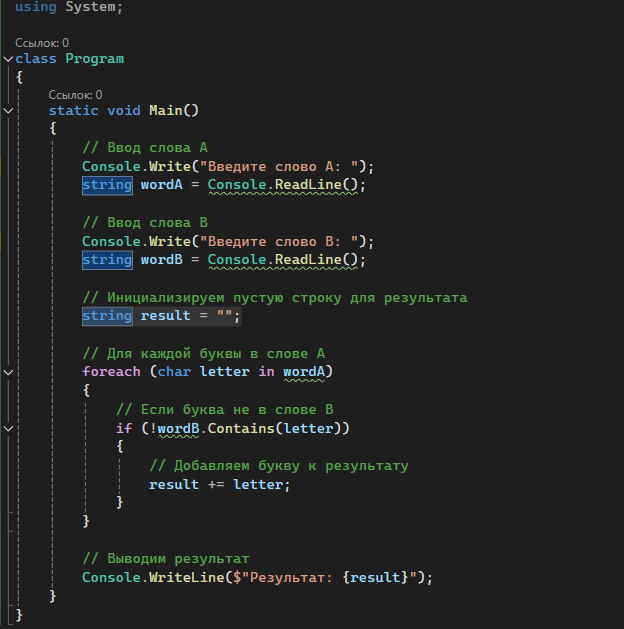 using System;
Ссылок: 0
class Program
{
Ссылок: 0
static void Main()
{
// Ввод слова A
Console.Write("Введите слово A: ");
string wordA = Console.ReadLine();
// Ввод слова B
Console.Write("Введите слово B: ");
string wordB = Console.ReadLine();
// Инициализируем пустую строку для результата
string result = "";
// Для каждой буквы в слове A
foreach (char letter in wordA)
{
// Если буква не в слове B
if (!wordB.Contains(letter))
{
// Добавляем букву к результату
result += letter;
}
}
// Выводим результат
Console.WriteLine($"Результат: {result}");
}
}